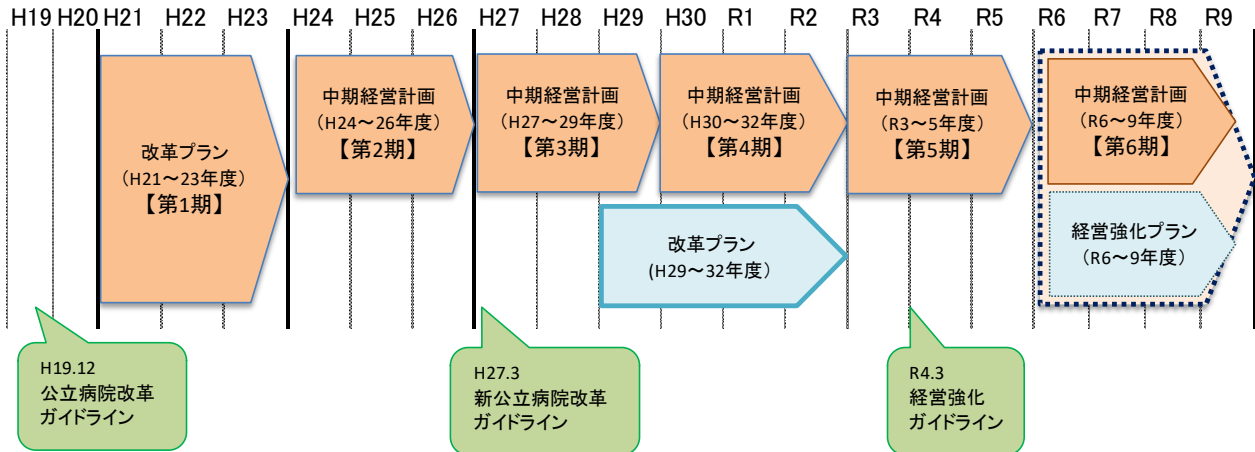 H19 H20 H21 H22 H23 H24 H25 H26 H27 H28 H29 H30 R1 R2 R3 R4 R5 R6 R7 R8 R9
改革プラン
(H21～23年度)
【第1期】
中期経営計画
(H24～26年度)
【第2期】
中期経営計画
(H27～29年度)
【第3期】
中期経営計画
(H30～32年度)
【第4期】
中期経営計画
(R3～5年度)
【第5期】
中期経営計画
(R6～9年度)
【第6期】
改革プラン
(H29～32年度)
経営強化プラン
(R6～9年度)
H19.12
公立病院改革
ガイドライン
H27.3
新公立病院改革
ガイドライン
R4.3
経営強化
ガイドライン